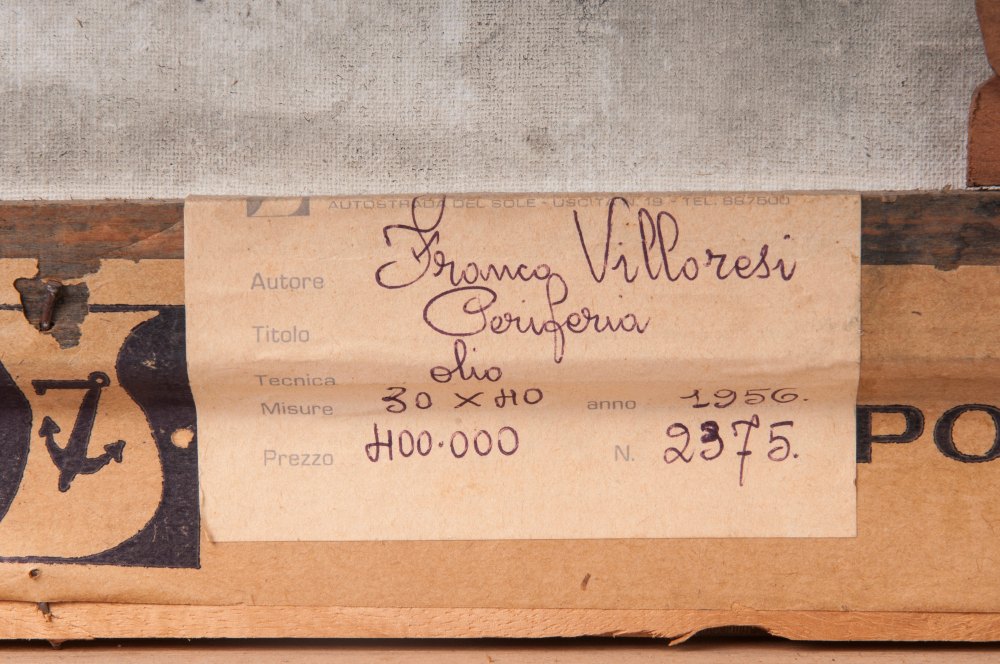 AUTOSTRADA DEL SOLE - USCITA N. 19 - TEL. 887500
Autore Franco Villoresi
Titolo Periferia
Tecnica olio
Misure 30 x 40 anno 1956.
Prezzo 400.000 N. 2375.
PO